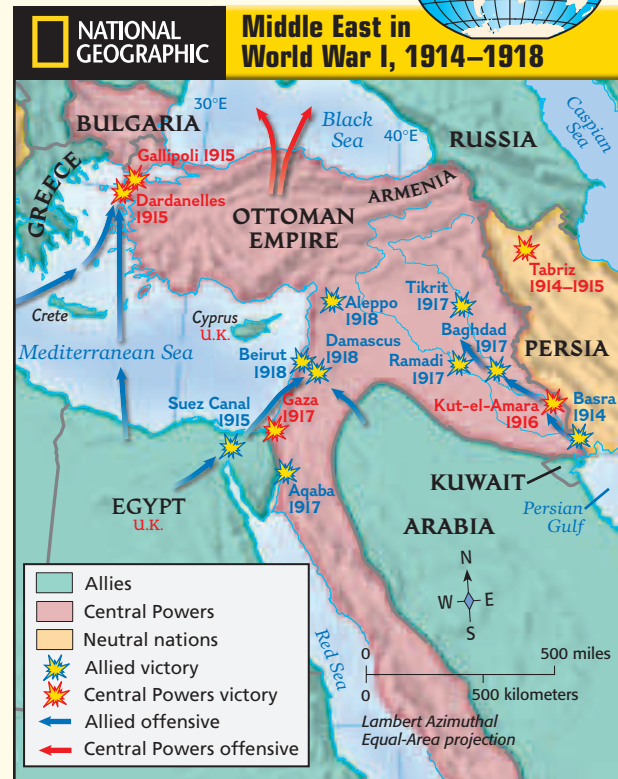 NATIONAL
GEOGRAPHIC
Middle East in
World War I, 1914–1918
30°E
Black
Sea
40°E
Caspian
Sea
BULGARIA
RUSSIA
Gallipoli 1915
GREECE
Dardanelles
1915
ARMENIA
OTTOMAN
EMPIRE
Tabriz
1914–1915
Crete
Cyprus
U.K.
Aleppo
1918
Tikrit
1917
Mediterranean Sea
Beirut
1918
Damascus
1918
Baghdad
1917
Ramadi
1917
PERSIA
Suez Canal
1915
Gaza
1917
Kut-el-Amara
1916
Basra
1914
Aqaba
1917
KUWAIT
EGYPT
U.K.
Persian
Gulf
ARABIA
Red Sea
N
W E
S
0 500 miles
0 500 kilometers
Lambert Azimuthal
Equal-Area projection
Allies
Central Powers
Neutral nations
Allied victory
Central Powers victory
Allied offensive
Central Powers offensive